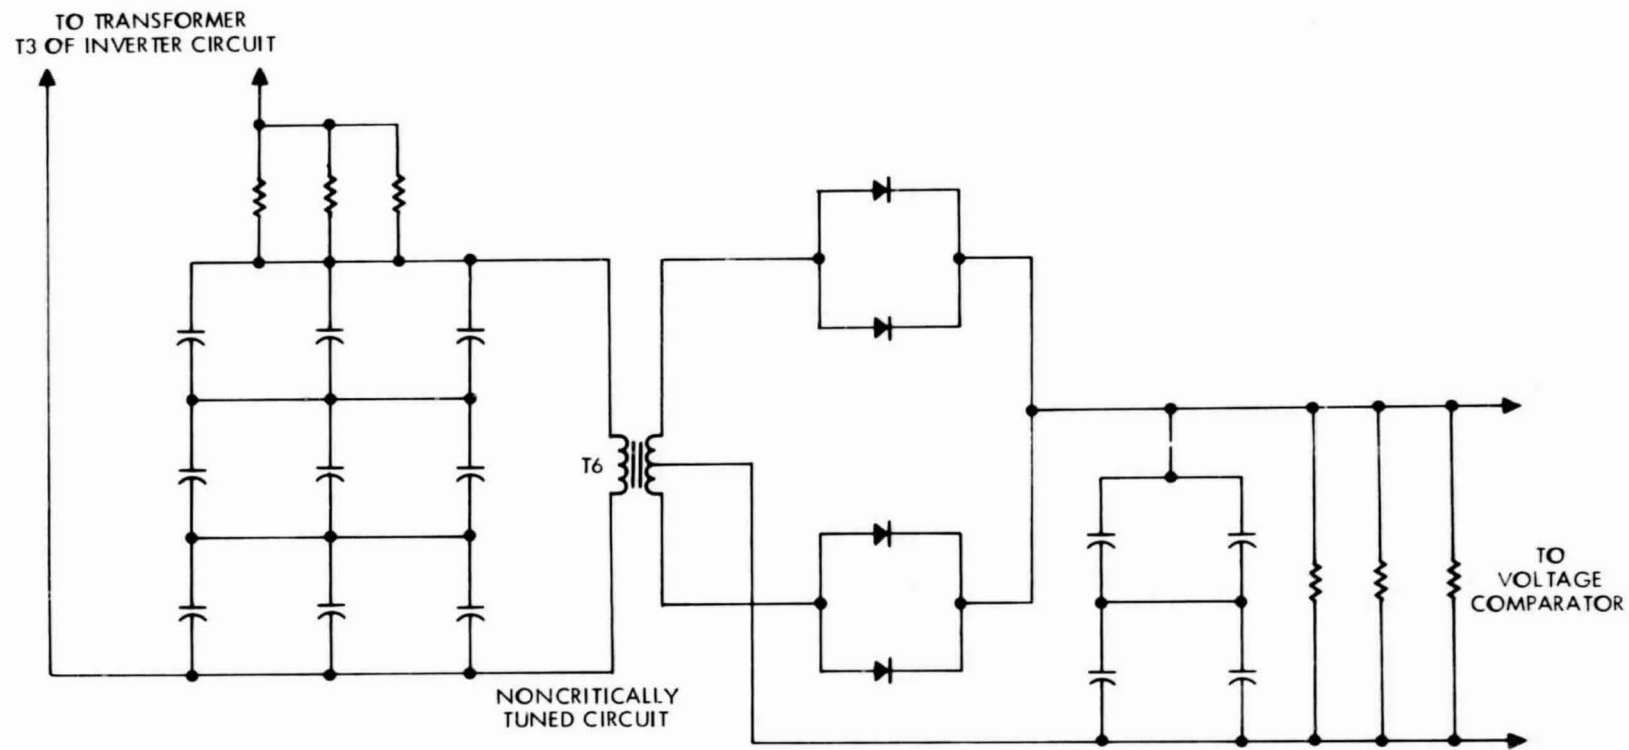 TO TRANSFORMER
T3 OF INVERTER CIRCUIT
T6
NONCRITICALLY
TUNED CIRCUIT
TO
VOLTAGE
COMPARATOR